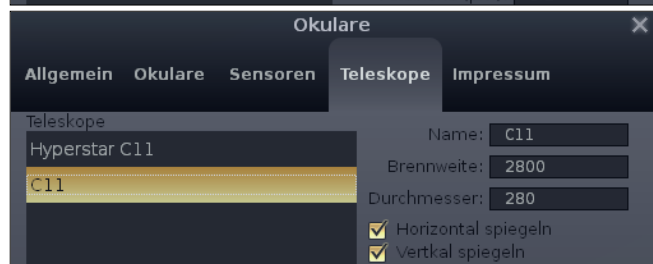 Okulare
Allgemein Okulare Sensoren Teleskope Impressum
Teleskope
Hyperstar C11
C11
Name: C11
Brennweite: 2800
Durchmesser: 280
Horizontal spiegeln
Vertkal spiegeln